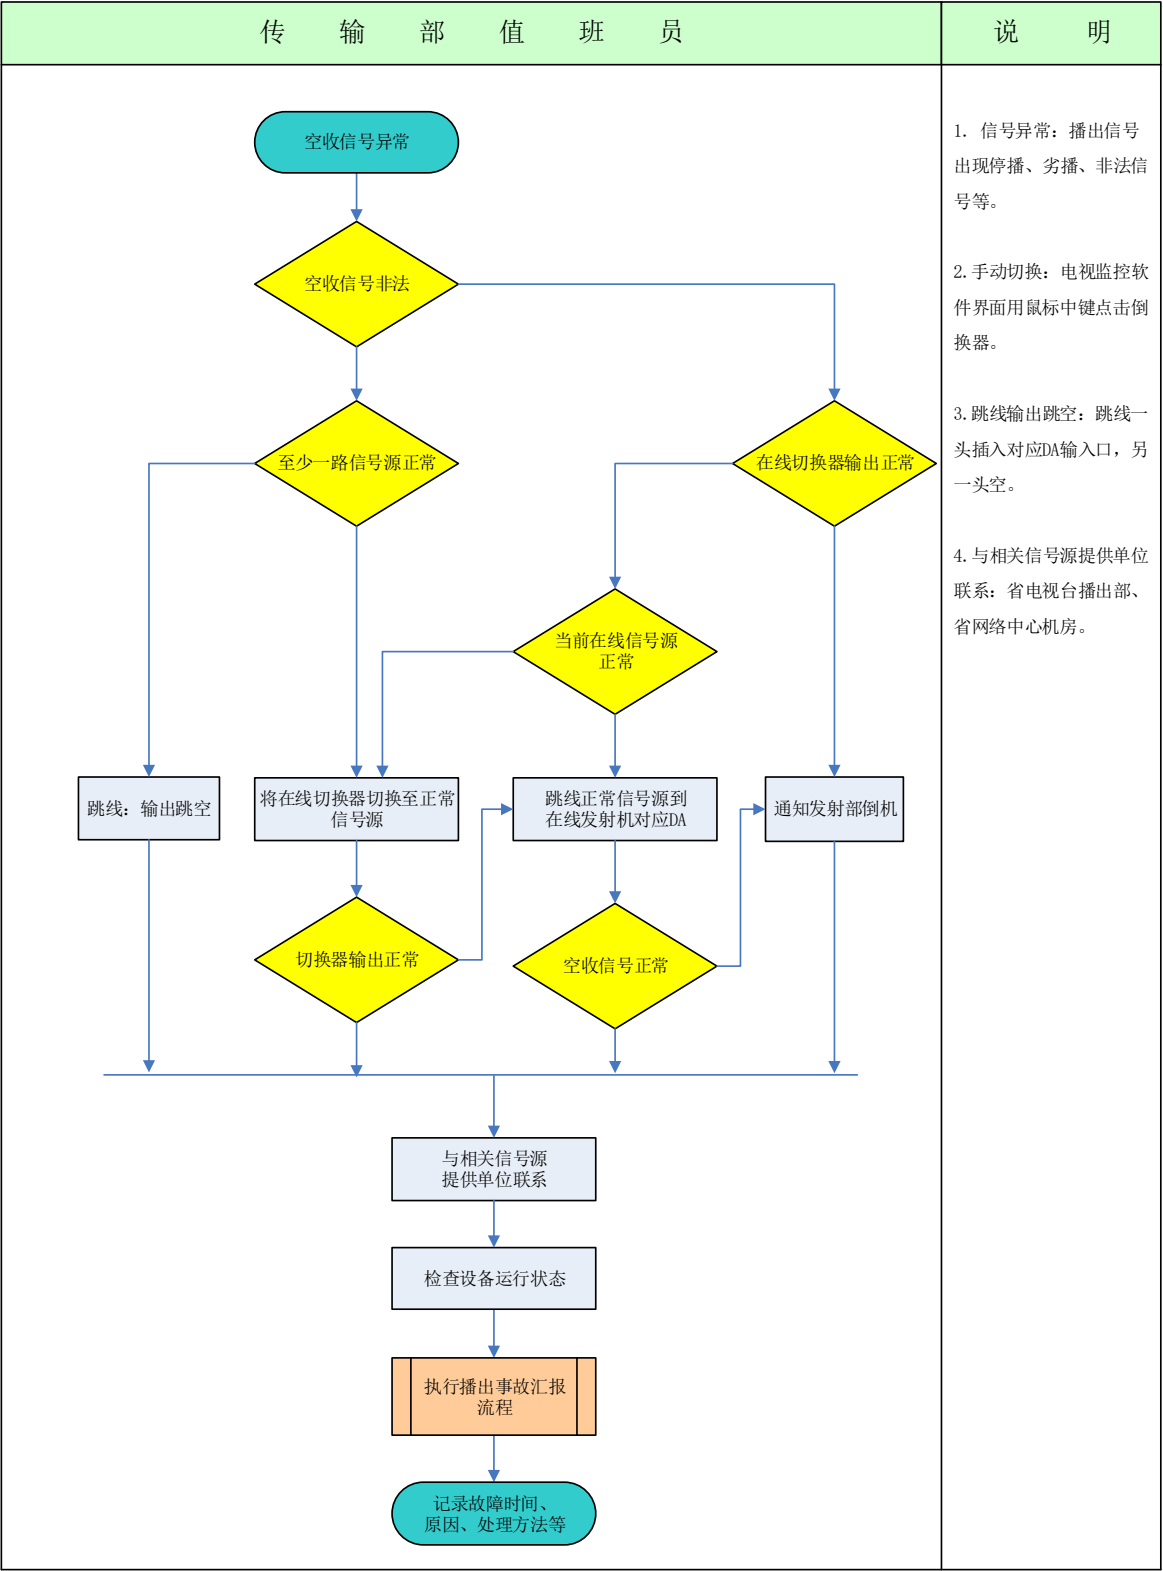 传 输 部 值 班 员
说 明
空收信号异常
空收信号非法
至少一路信号源正常
在线切换器输出正常
当前在线信号源
正常
跳线：输出跳空
将在线切换器切换至正常
信号源
跳线正常信号源到
在线发射机对应DA
通知发射部倒机
切换器输出正常
空收信号正常
与相关信号源
提供单位联系
检查设备运行状态
执行播出事故汇报
流程
记录故障时间、
原因、处理方法等
1. 信号异常：播出信号
出现停播、劣播、非法信
号等。
2.手动切换：电视监控软
件界面用鼠标中键点击倒
换器。
3.跳线输出跳空：跳线一
头插入对应DA输入口，另
一头空。
4.与相关信号源提供单位
联系：省电视台播出部、
省网络中心机房。